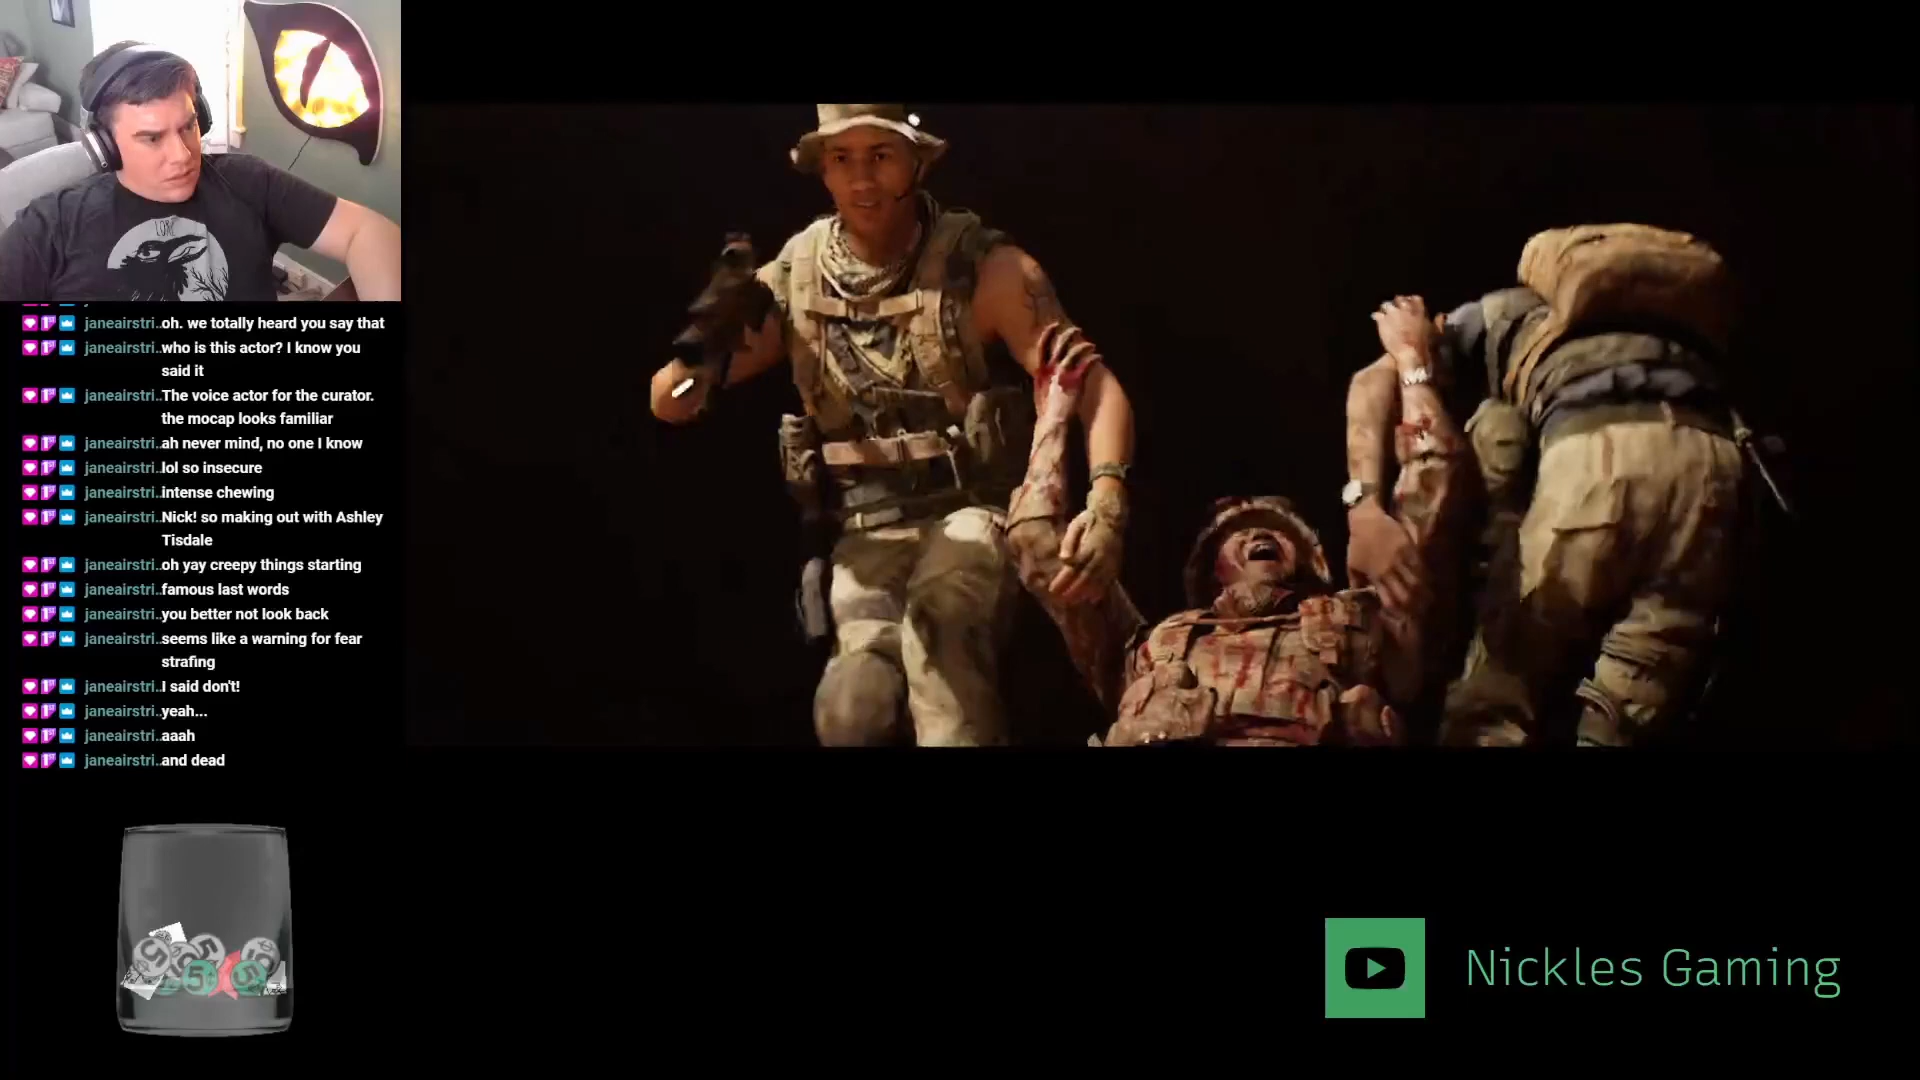 LORE
janeairstri..oh. we totally heard you say that
janeairstri..who is this actor? I know you
said it
janeairstri..The voice actor for the curator.
the mocap looks familiar
janeairstri..ah never mind, no one I know
janeairstri..lol so insecure
janeairstri..intense chewing
janeairstri..Nick! so making out with Ashley
Tisdale
janeairstri..oh yay creepy things starting
janeairstri..famous last words
janeairstri..you better not look back
janeairstri..seems like a warning for fear
strafing
janeairstri..I said don't!
janeairstri..yeah...
janeairstri..aaah
janeairstri..and dead
Nickles Gaming